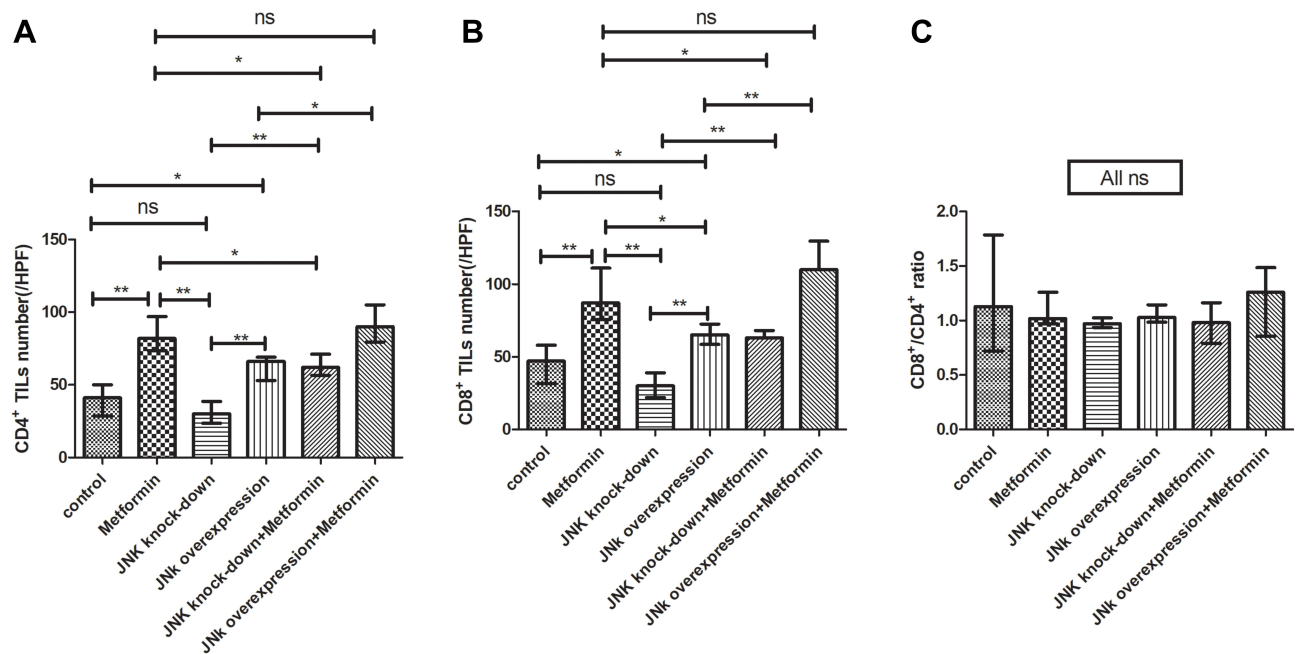 A
ns
*
*
**
*
ns
*
** **
**
CD4+ TILs number(/HPF)
150
100
50
0
control
Metformin
JNK knock-down
JNk overexpression
JNK knock-down+Metformin
JNk overexpression+Metformin
B
ns
*
**
**
*
ns
*
** **
**
CD8+ TILs number(/HPF)
150
100
50
0
control
Metformin
JNK knock-down
JNk overexpression
JNK knock-down+Metformin
JNk overexpression+Metformin
C
All ns
CD8+/CD4+ ratio
2.0
1.5
1.0
0.5
0.0
control
Metformin
JNK knock-down
JNk overexpression
JNK knock-down+Metformin
JNk overexpression+Metformin